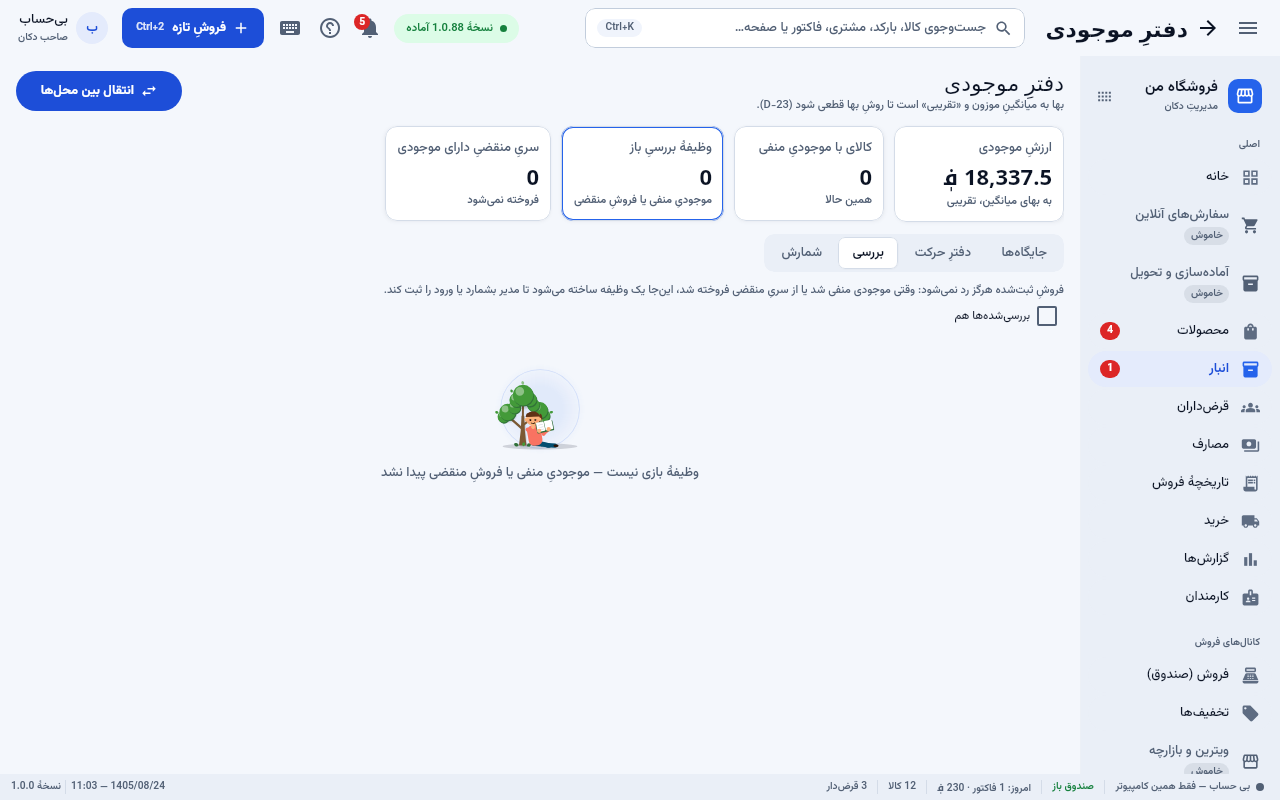 دفترِ موجودی
جست‌وجوی کالا، بارکد، مشتری، فاکتور یا صفحه…
Ctrl+K
نسخهٔ 1.0.88 آماده
5
فروشِ تازه
Ctrl+2
ب
بی‌حساب
صاحب دکان
فروشگاه من
مدیریت دکان
اصلی
خانه
سفارش‌های آنلاین
خاموش
آماده‌سازی و تحویل
خاموش
محصولات
4
انبار
1
قرض‌داران
مصارف
تاریخچهٔ فروش
خرید
گزارش‌ها
کارمندان
کانال‌های فروش
فروش (صندوق)
تخفیف‌ها
ویترین و بازارچه
خاموش
دفترِ موجودی
بها به میانگینِ موزون و «تقریبی» است تا روشِ بها قطعی شود (D-23).
انتقال بین محل‌ها
ارزشِ موجودی
18,337.5 ؋
به بهای میانگین، تقریبی
کالای با موجودیِ منفی
0
همین حالا
وظیفهٔ بررسیِ باز
0
موجودیِ منفی یا فروشِ منقضی
سریِ منقضیِ دارای موجودی
0
فروخته نمی‌شود
جایگاه‌ها
دفترِ حرکت
بررسی
شمارش
فروشِ ثبت‌شده هرگز رد نمی‌شود: وقتی موجودی منفی شد یا از سریِ منقضی فروخته شد، این‌جا یک وظیفه ساخته می‌شود تا مدیر بشمارد یا ورود را ثبت کند.
بررسی‌شده‌ها هم
وظیفهٔ بازی نیست — موجودیِ منفی یا فروشِ منقضی پیدا نشد
بی حساب — فقط همین کامپیوتر
صندوق باز
امروز: 1 فاکتور · 230 ؋
12 کالا
3 قرض‌دار
1405/08/24 — 11:03
نسخهٔ 1.0.0